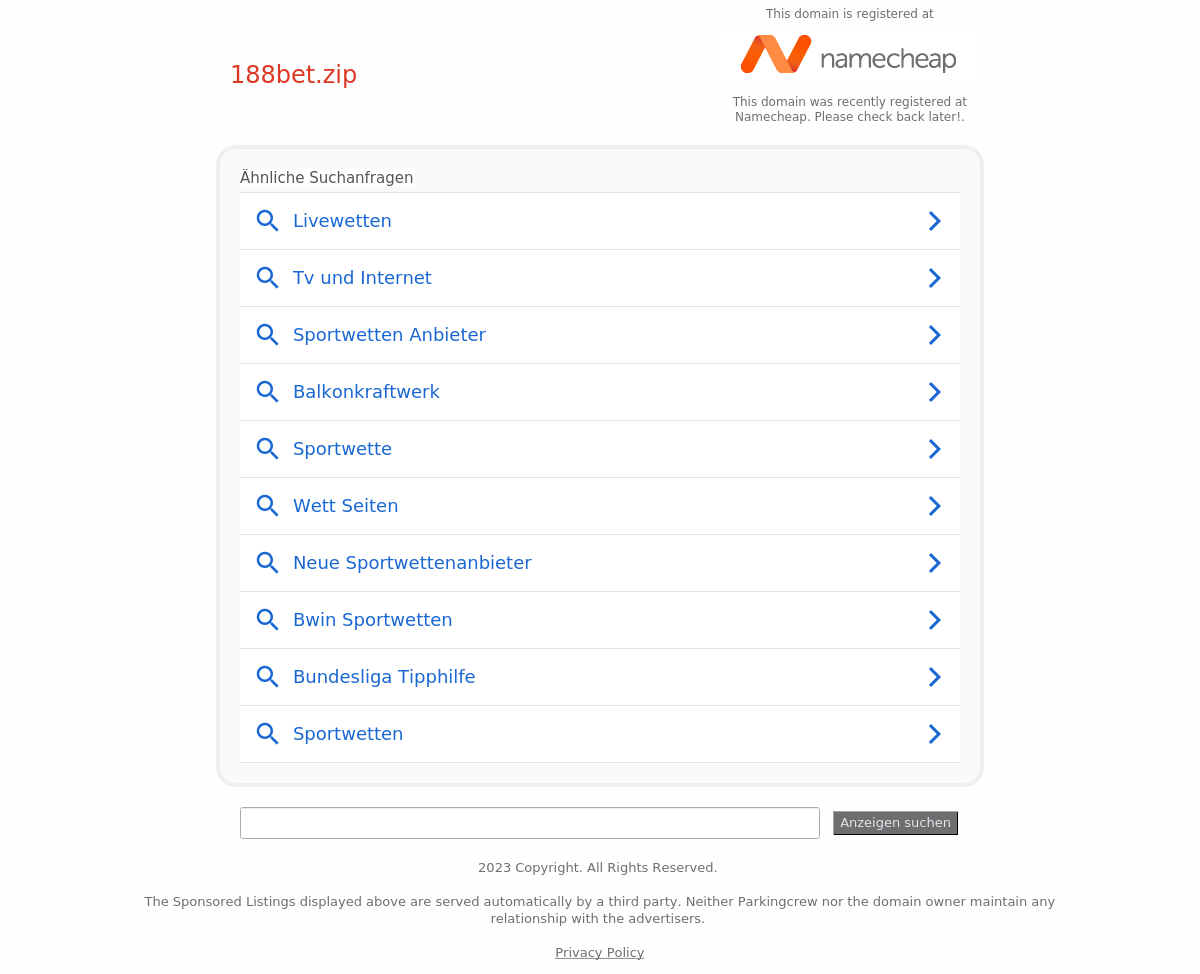 This domain is registered at
namecheap
188bet.zip
This domain was recently registered at
Namecheap. Please check back later!.
Ähnliche Suchanfragen
Livewetten
Tv und Internet
Sportwetten Anbieter
Balkonkraftwerk
Sportwette
Wett Seiten
Neue Sportwettenanbieter
Bwin Sportwetten
Bundesliga Tipphilfe
Sportwetten
Anzeigen suchen
2023 Copyright. All Rights Reserved.
The Sponsored Listings displayed above are served automatically by a third party. Neither Parkingcrew nor the domain owner maintain any
relationship with the advertisers.
Privacy Policy